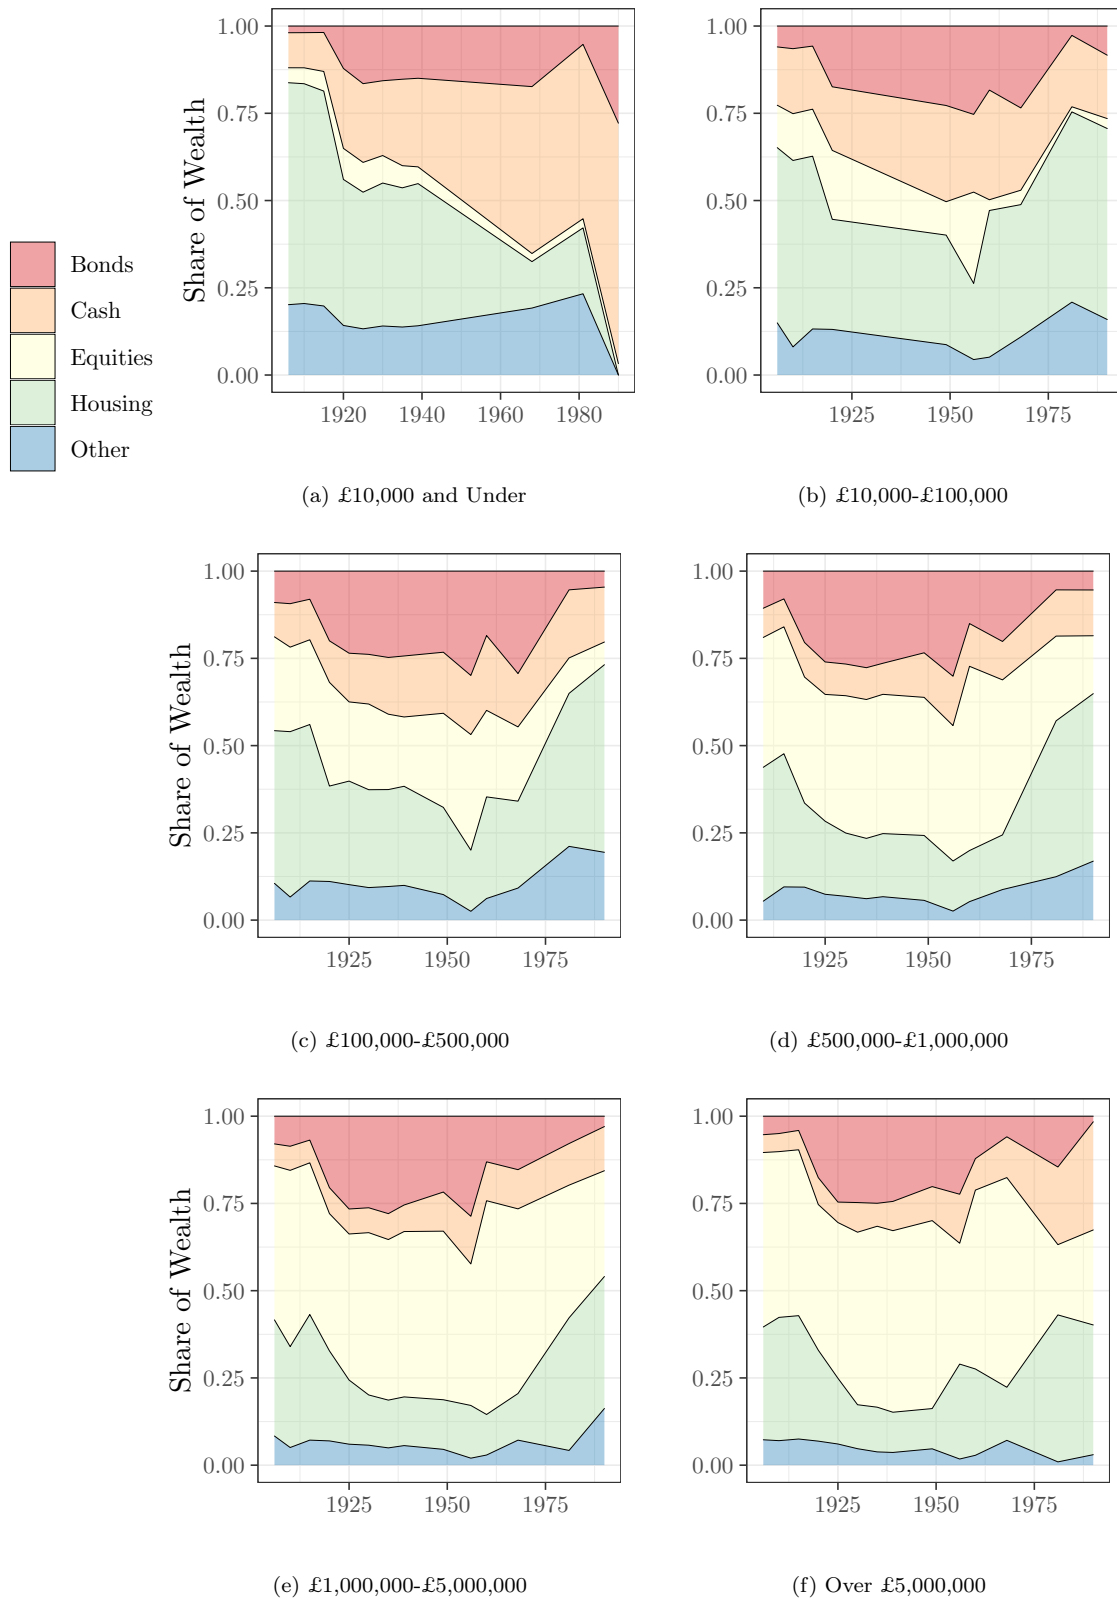 Bonds
Cash
Equities
Housing
Other
Share of Wealth
1.00
0.75
0.50
0.25
0.00
1920 1940 1960 1980
(a) £10,000 and Under
1.00
0.75
0.50
0.25
0.00
1925 1950 1975
(b) £10,000-£100,000
Share of Wealth
1.00
0.75
0.50
0.25
0.00
1925 1950 1975
(c) £100,000-£500,000
1.00
0.75
0.50
0.25
0.00
1925 1950 1975
(d) £500,000-£1,000,000
Share of Wealth
1.00
0.75
0.50
0.25
0.00
1925 1950 1975
(e) £1,000,000-£5,000,000
1.00
0.75
0.50
0.25
0.00
1925 1950 1975
(f) Over £5,000,000